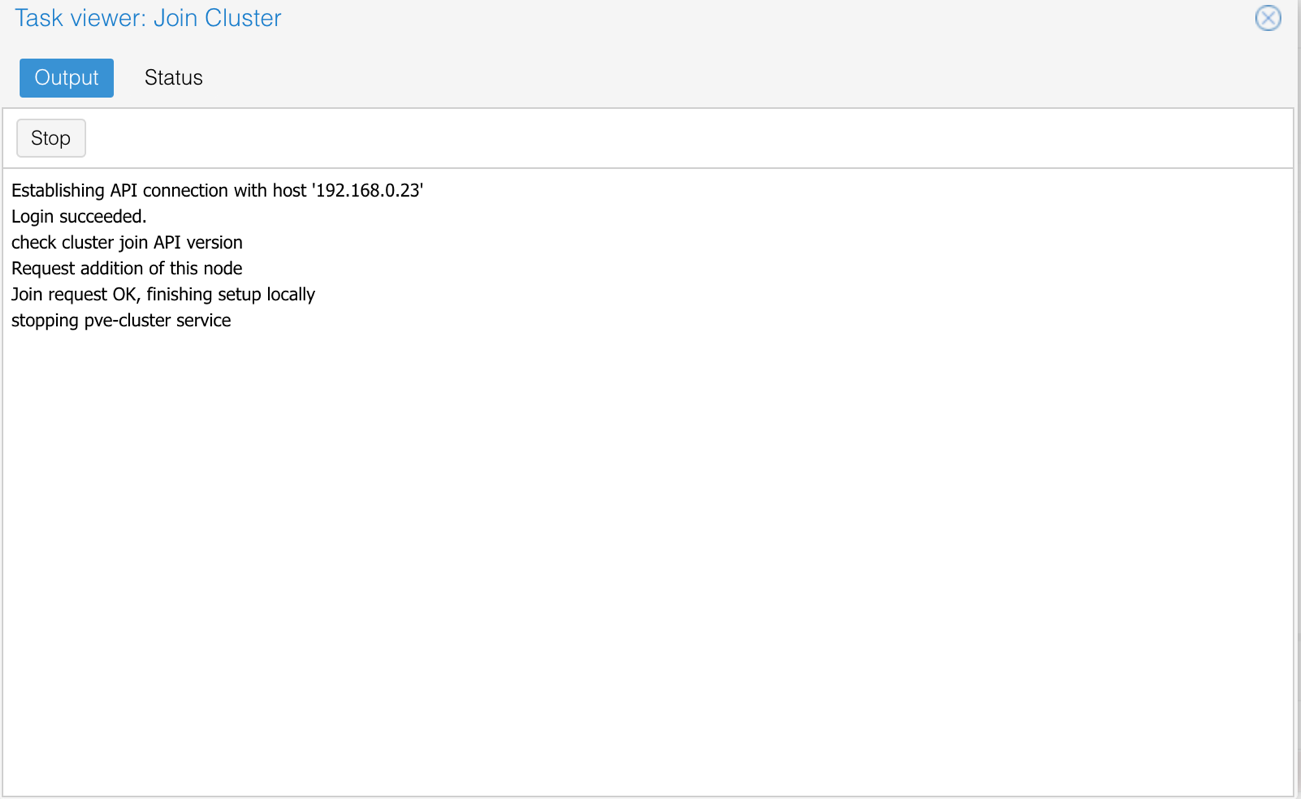 Task viewer: Join Cluster
Output Status
Stop
Establishing API connection with host '192.168.0.23'
Login succeeded.
check cluster join API version
Request addition of this node
Join request OK, finishing setup locally
stopping pve-cluster service